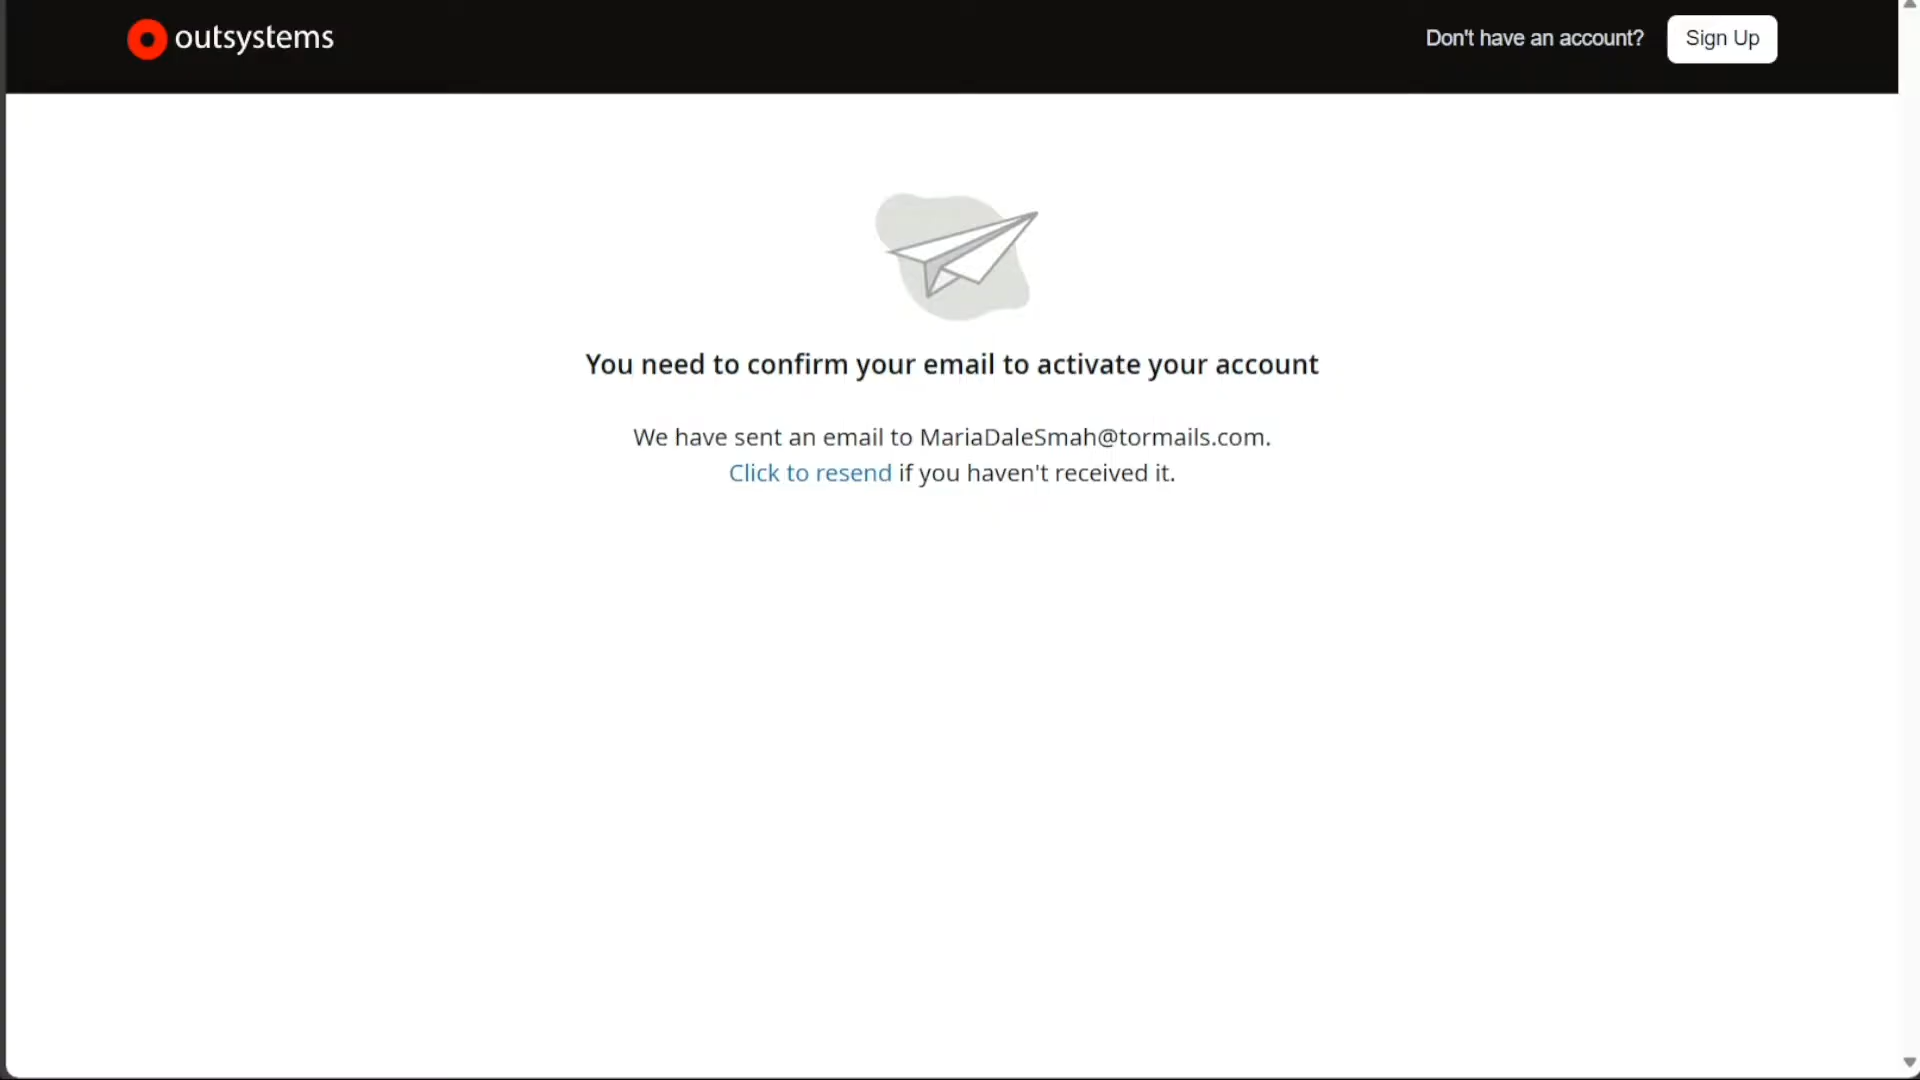 outsystems
Don't have an account?
Sign Up
You need to confirm your email to activate your account
We have sent an email to MariaDaleSmah@tormails.com.
Click to resend if you haven't received it.